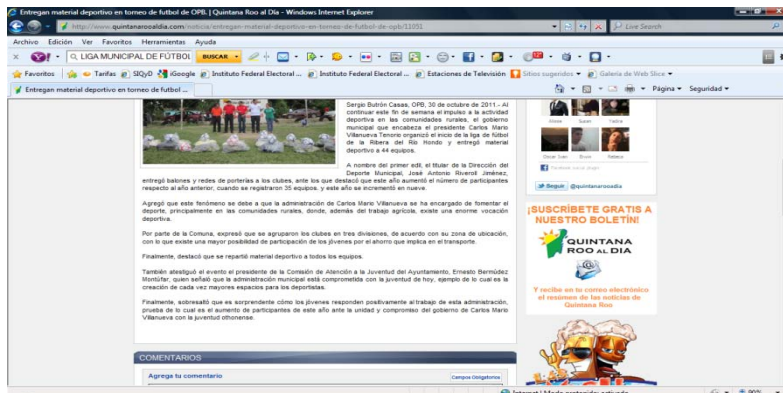 Entregan material deportivo en torneo de futbol de OPB. | Quintana Roo al Dia - Windows Internet Explorer
http://www.quintanarooaldia.com/noticia/entregan-material-deportivo-en-torneo-de-futbol-de-opb/11051
Live Search
Archivo Edición Ver Favoritos Herramientas Ayuda
LIGA MUNICIPAL DE FÚTBOL BUSCAR
Favoritos Tarifas SIQyD iGoogle Instituto Federal Electoral ... Instituto Federal Electoral ... Estaciones de Televisión Sitios sugeridos Galería de Web Slice
Entregan material deportivo en torneo de futbol ... Página Seguridad
Sergio Butrón Casas, OPB, 30 de octubre de 2011.- Al
continuar este fin de semana el impulso a la actividad
deportiva en las comunidades rurales, el gobierno
municipal que encabeza el presidente Carlos Mario
Villanueva Tenorio organizó el inicio de la liga de fútbol
de la Ribera del Río Hondo y entregó material
deportivo a 44 equipos.
A nombre del primer edil, el titular de la Dirección del
Deporte Municipal, José Antonio Riveroll Jiménez,
entregó balones y redes de porterías a los clubes, ante los que destacó que este año aumentó el número de participantes
respecto al año anterior, cuando se registraron 35 equipos, y este año se incrementó en nueve.
Agregó que este fenómeno se debe a que la administración de Carlos Mario Villanueva se ha encargado de fomentar el
deporte, principalmente en las comunidades rurales, donde, además del trabajo agrícola, existe una enorme vocación
deportiva.
Por parte de la Comuna, expresó que se agruparon los clubes en tres divisiones, de acuerdo con su zona de ubicación,
con lo que existe una mayor posibilidad de participación de los jóvenes por el ahorro que implica en el transporte.
Finalmente, destacó que se repartió material deportivo a todos los equipos.
También atestiguó el evento el presidente de la Comisión de Atención a la Juventud del Ayuntamiento, Ernesto Bermúdez
Montúfar, quien señaló que la administración municipal está comprometida con la juventud de hoy, ejemplo de lo cual es la
creación de cada vez mayores espacios para los deportistas.
Finalmente, sobresaltó que es sorprendente cómo los jóvenes responden positivamente al trabajo de esta administración,
prueba de lo cual es el aumento de participantes de este año ante la unidad y compromiso del gobierno de Carlos Mario
Villanueva con la juventud othonense.
COMENTARIOS
Agrega tu comentario Campos Obligatorios
Oscar Juan Rebeca
Seguir @quintanarooaldia
¡SUSCRÍBETE GRATIS A
NUESTRO BOLETÍN!
QUINTANA
ROO AL DIA
Y recibe en tu correo electrónico
el resúmen de las noticias de
Quintana Roo
Internet | Modo protegido: activado 90%